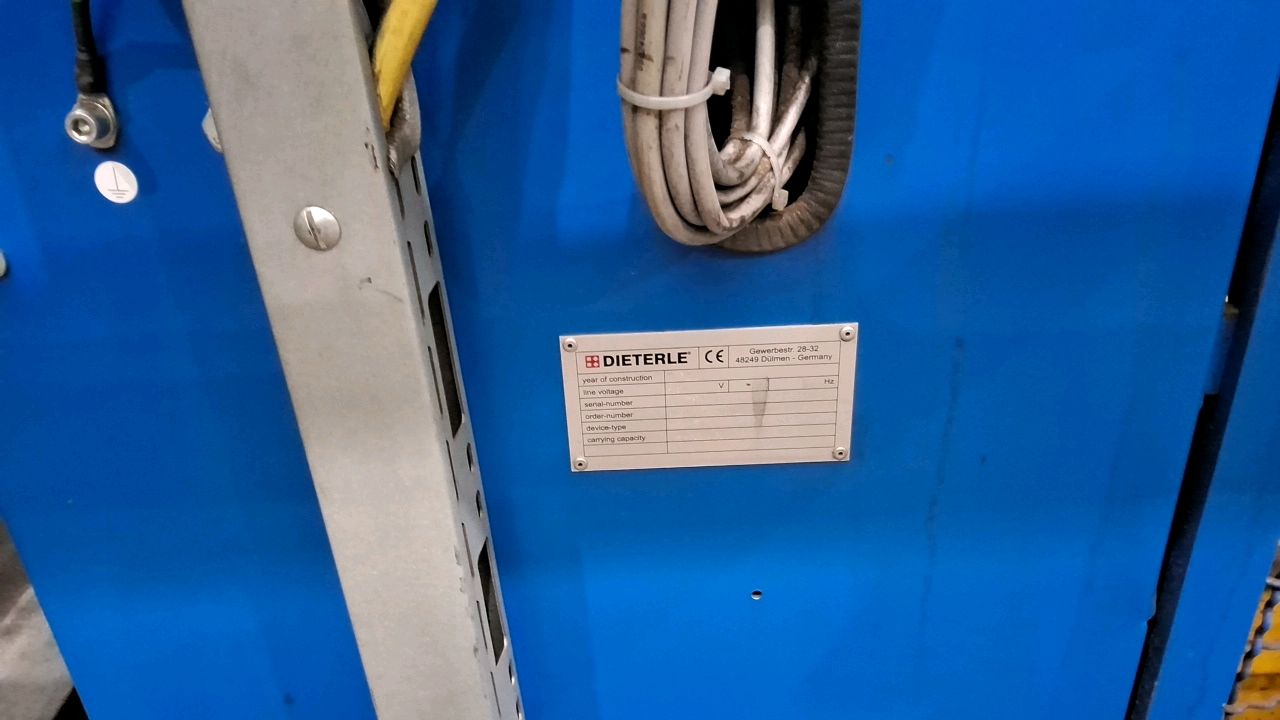 DIETERLE® CE Gewerbestr. 28-32
48249 Dülmen - Germany
year of construction
line voltage V ~ Hz
serial-number
order-number
device-type
carrying capacity